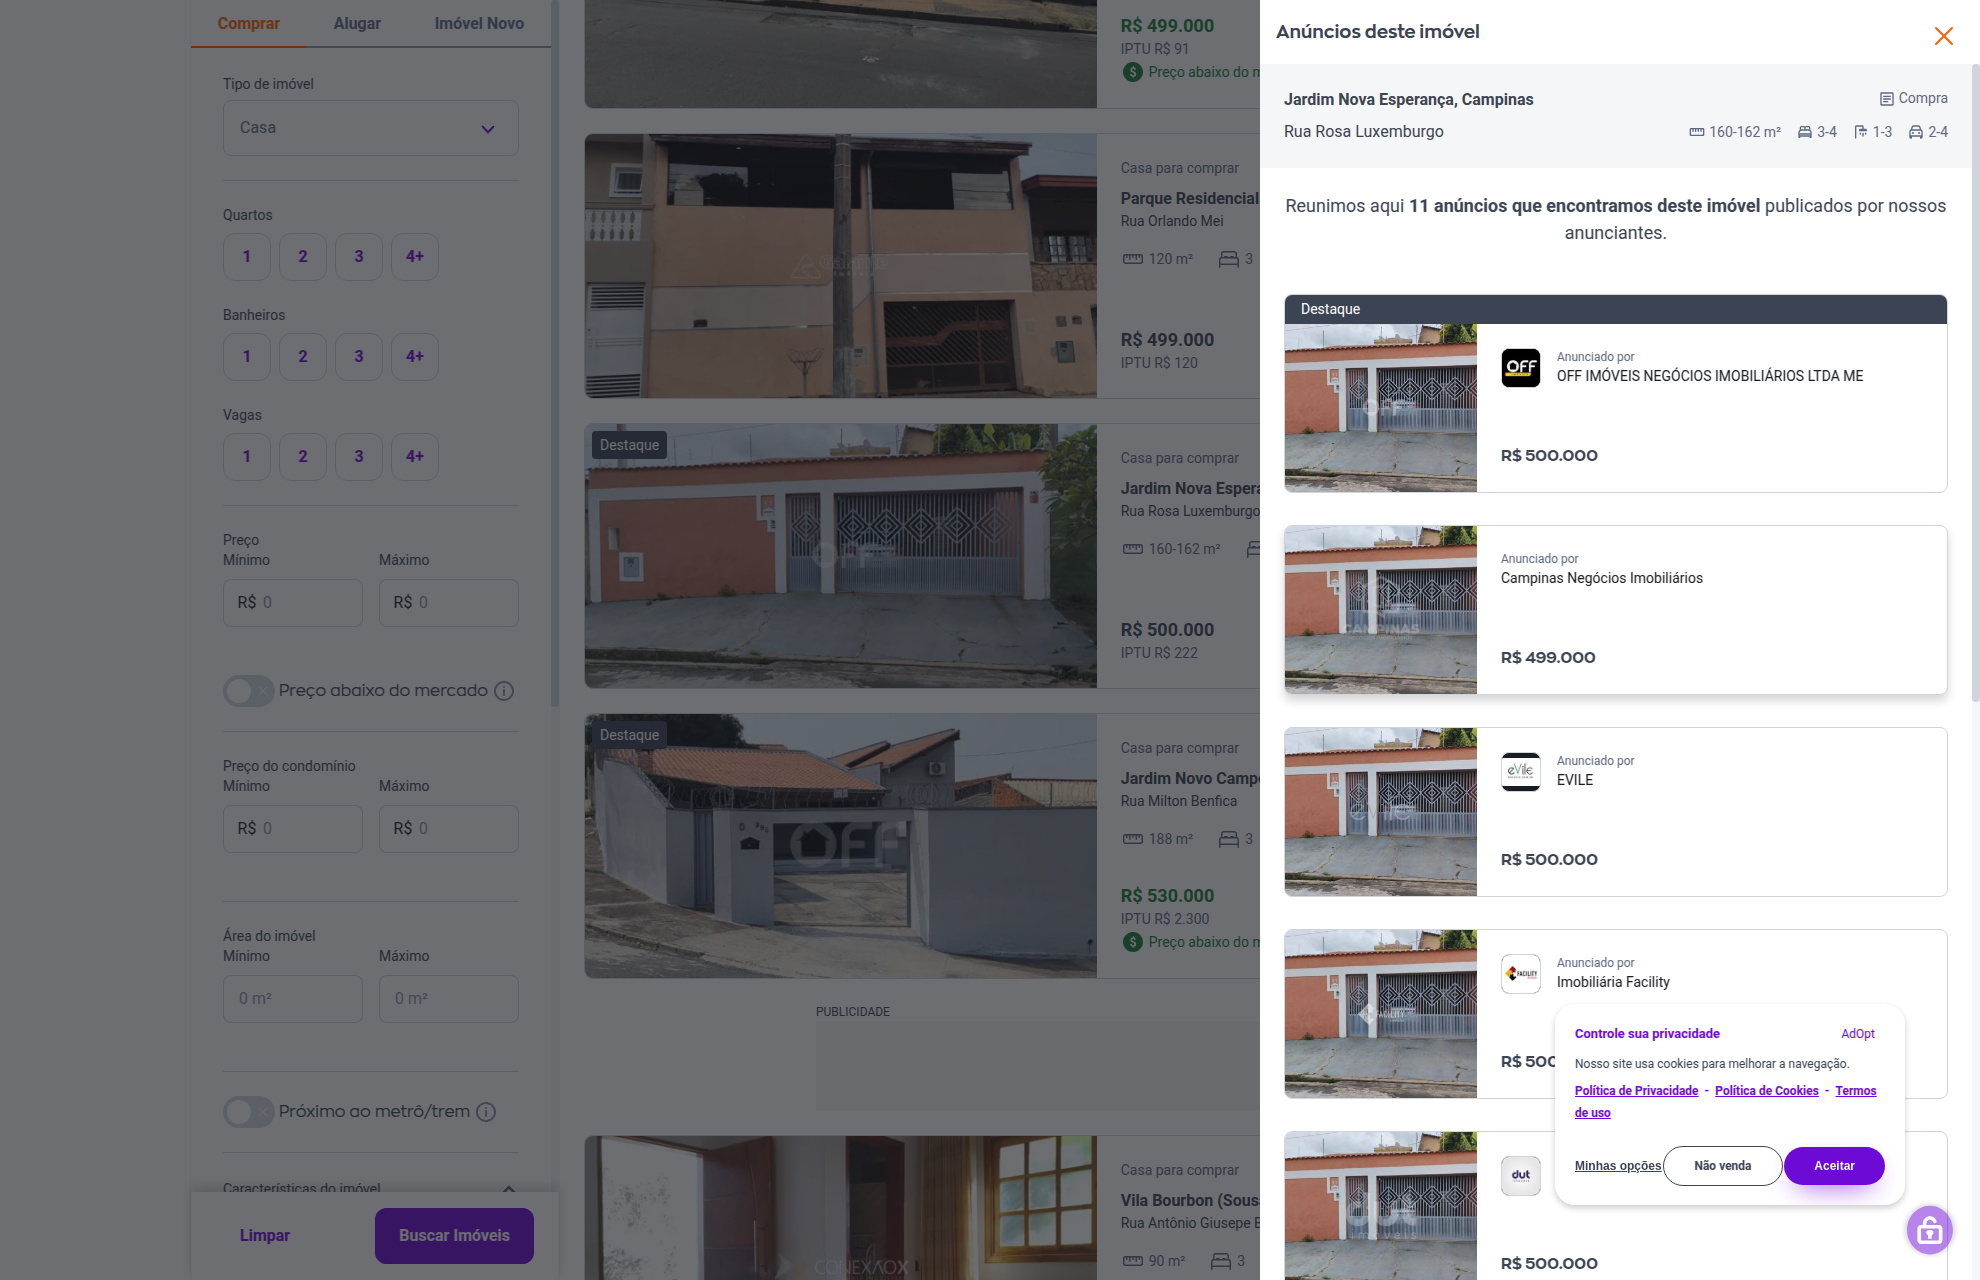 Comprar
Alugar
Imóvel Novo
Tipo de imóvel
Casa
Quartos
1
2
3
4+
Banheiros
1
2
3
4+
Vagas
1
2
3
4+
Preço
Mínimo
Máximo
R$ 0
R$ 0
Preço abaixo do mercado
Preço do condomínio
Mínimo
Máximo
R$ 0
R$ 0
Área do imóvel
Mínimo
Máximo
0 m²
0 m²
Próximo ao metrô/trem
Características do imóvel
Limpar
Buscar Imóveis
R$ 499.000
IPTU R$ 91
Preço abaixo do
Casa para comprar
Parque Residencial
Rua Orlando Mei
120 m²
3
R$ 499.000
IPTU R$ 120
Destaque
OFF
Casa para comprar
Jardim Nova Espera
Rua Rosa Luxemburgo
160-162 m²
R$ 500.000
IPTU R$ 222
Destaque
OFF
Casa para comprar
Jardim Novo Camp
Rua Milton Benfica
188 m²
3
R$ 530.000
IPTU R$ 2.300
Preço abaixo do
PUBLICIDADE
CONEXAOX
Casa para comprar
Vila Bourbon (Sous
Rua Antônio Giusepe
90 m²
3
Anúncios deste imóvel
Jardim Nova Esperança, Campinas
Compra
Rua Rosa Luxemburgo
160-162 m²
3-4
1-3
2-4
Reunimos aqui 11 anúncios que encontramos deste imóvel publicados por nossos
anunciantes.
Destaque
OFF
Anunciado por
OFF IMÓVEIS NEGÓCIOS IMOBILIÁRIOS LTDA ME
R$ 500.000
CAMPINAS
Anunciado por
Campinas Negócios Imobiliários
R$ 499.000
eVile
Anunciado por
EVILE
R$ 500.000
FACILITY
Anunciado por
Imobiliária Facility
R$ 500
dut
R$ 500.000
Controle sua privacidade
AdOpt
Nosso site usa cookies para melhorar a navegação.
Política de Privacidade - Política de Cookies - Termos
de uso
Minhas opções
Não venda
Aceitar